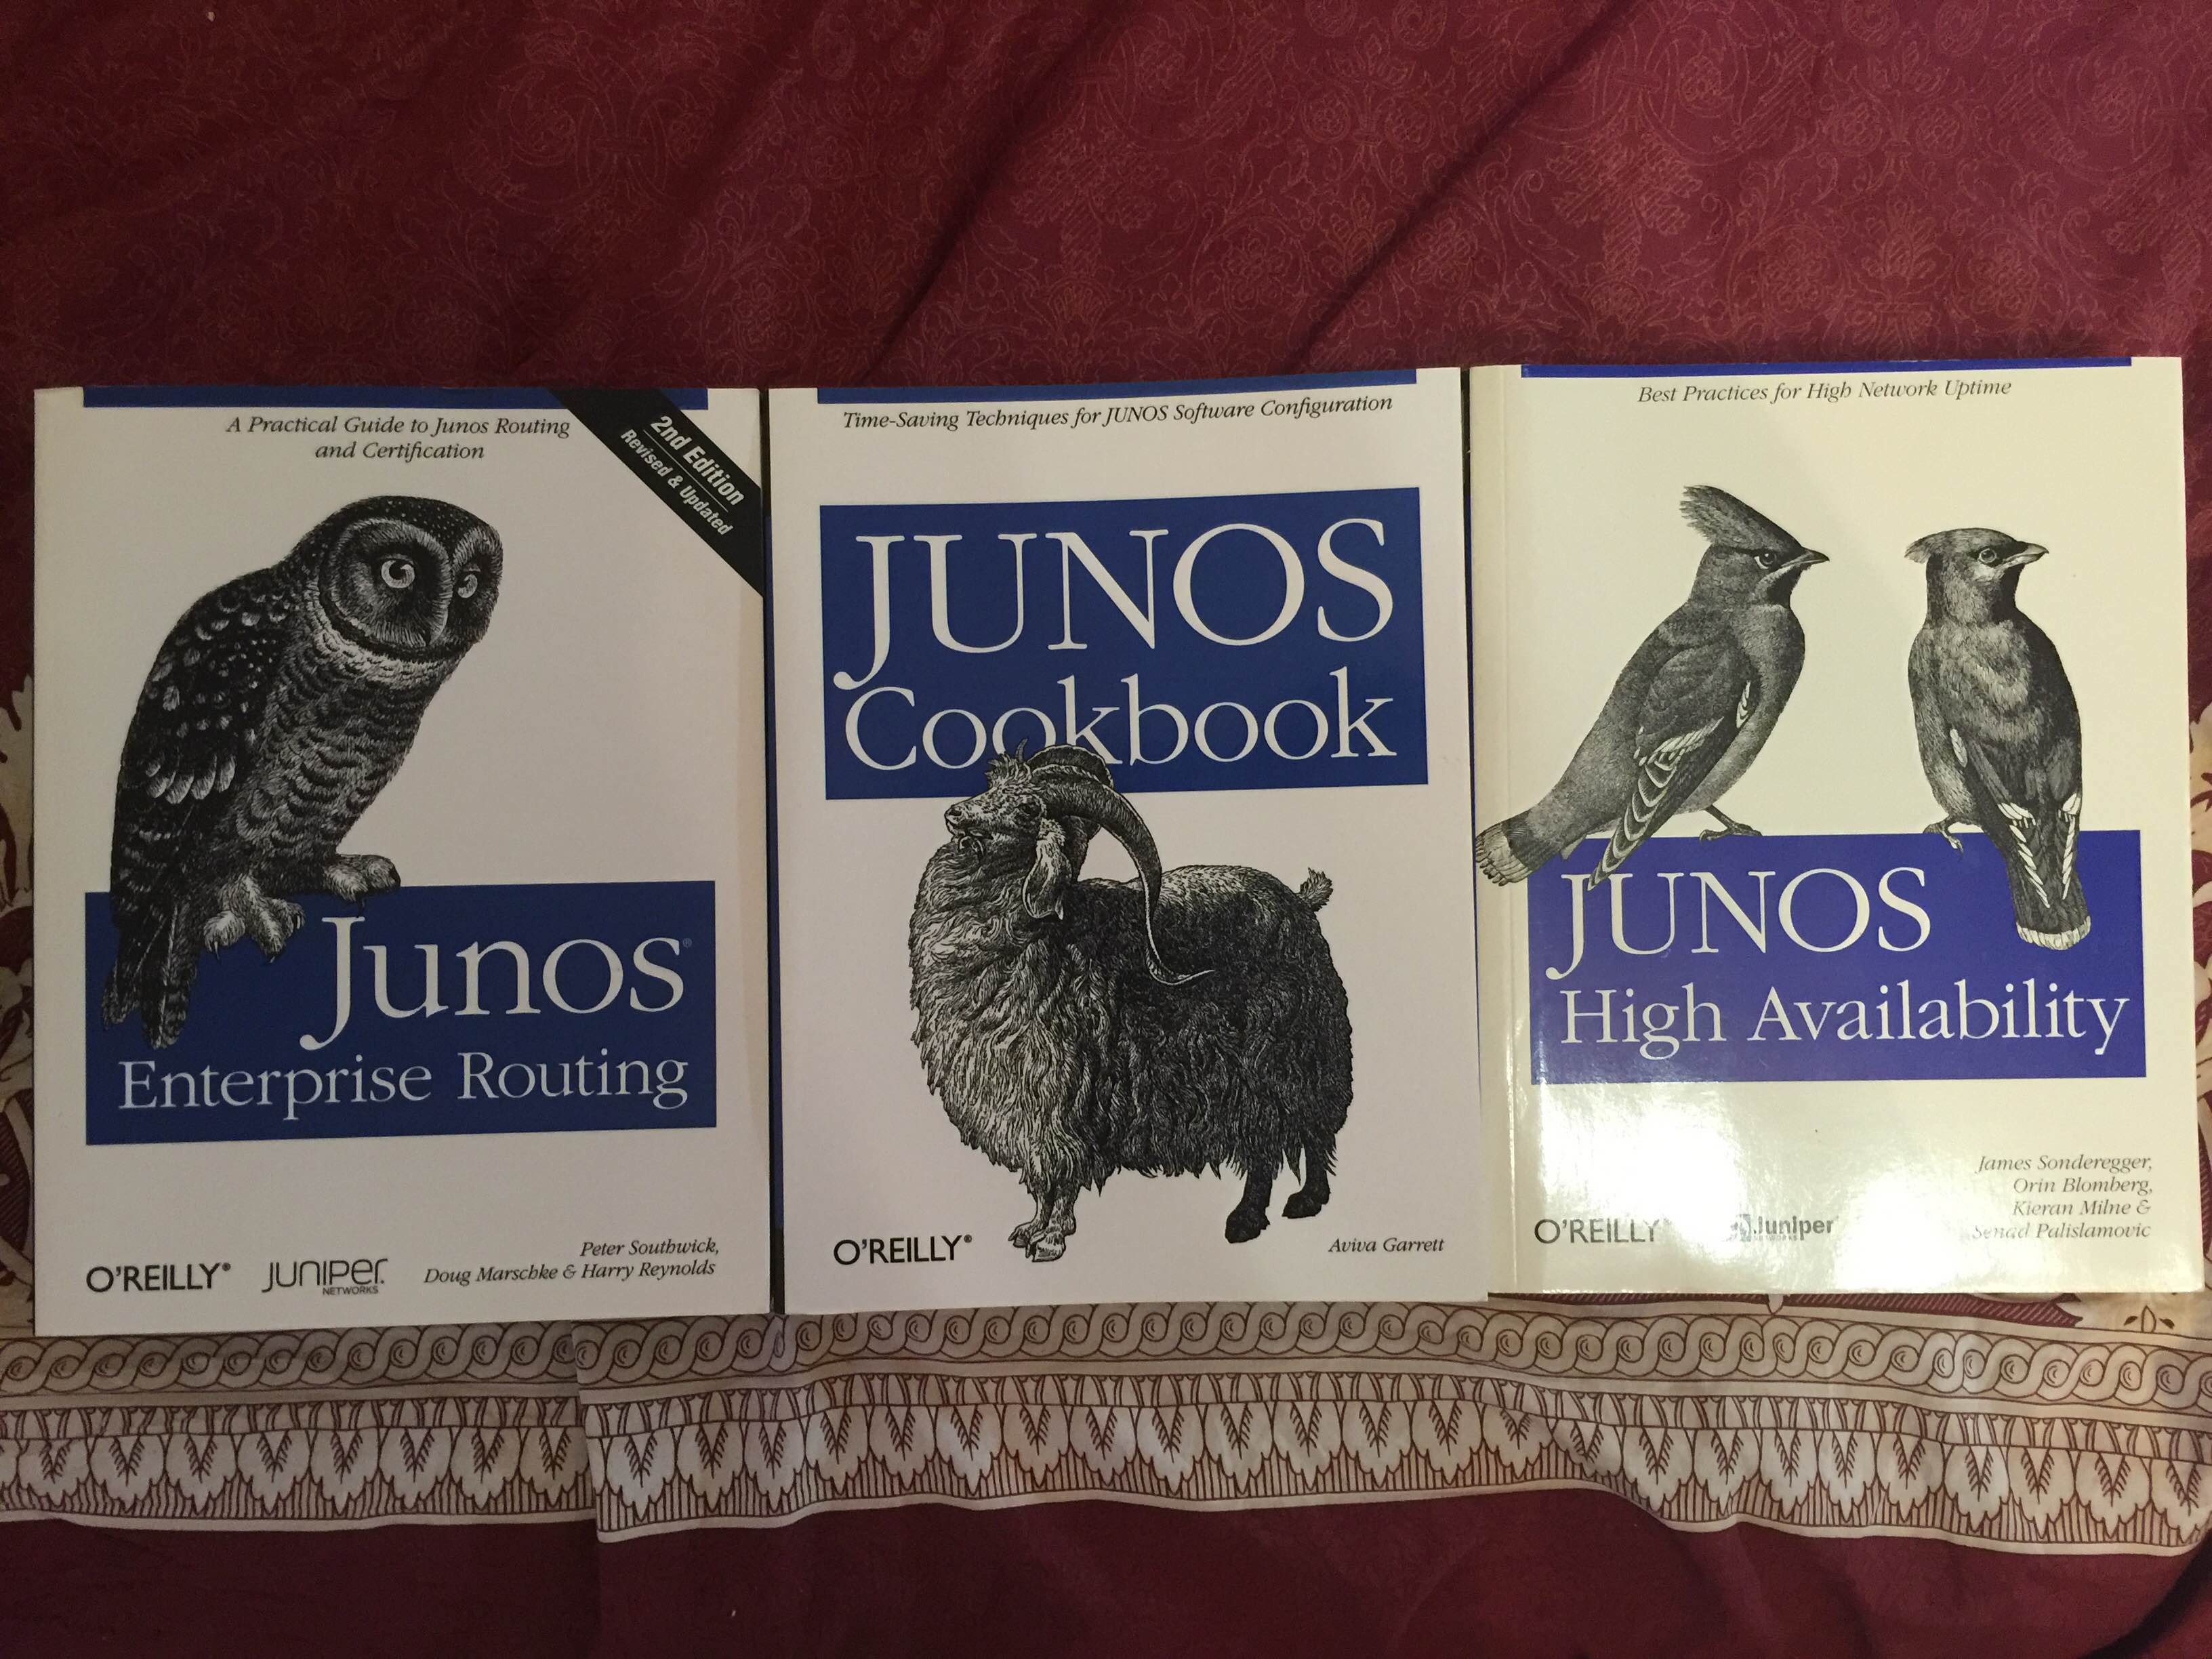 A Practical Guide to Junos Routing
and Certification
2nd Edition
Revised & Updated
Junos®
Enterprise Routing
O'REILLY®
JUNIPER
NETWORKS
Peter Southwick,
Doug Marschke & Harry Reynolds
Time-Saving Techniques for JUNOS Software Configuration
JUNOS
Cookbook
O'REILLY®
Aviva Garrett
Best Practices for High Network Uptime
JUNOS
High Availability
O'REILLY
Juniper
James Sonderegger,
Orin Blomberg,
Kieran Milne &
Senad Palislamovic